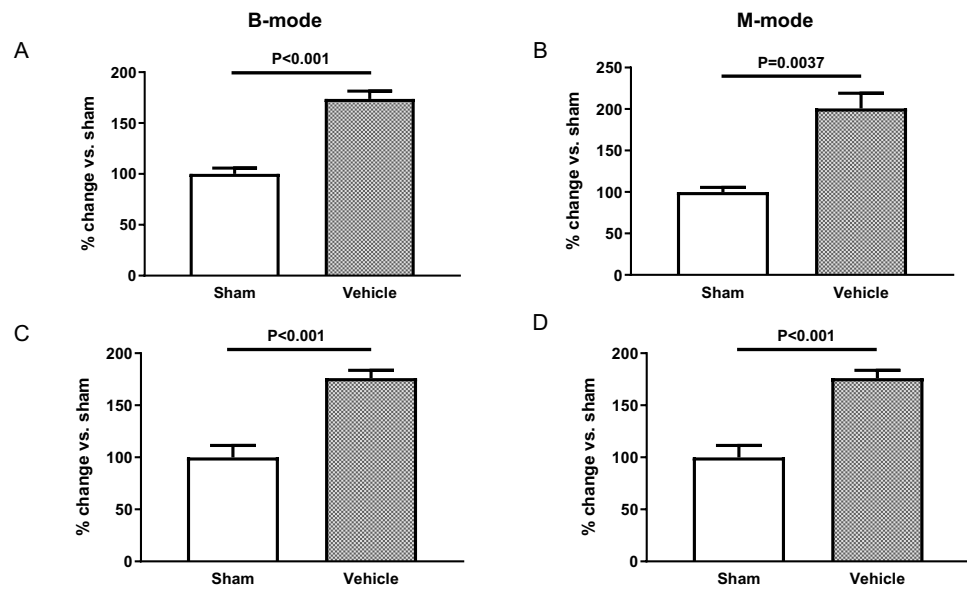 B-mode
M-mode
A
P<0.001
% change vs. sham
200
150
100
50
0
Sham Vehicle
B
P=0.0037
% change vs. sham
250
200
150
100
50
0
Sham Vehicle
C
P<0.001
% change vs. sham
200
150
100
50
0
Sham Vehicle
D
P<0.001
% change vs. sham
200
150
100
50
0
Sham Vehicle